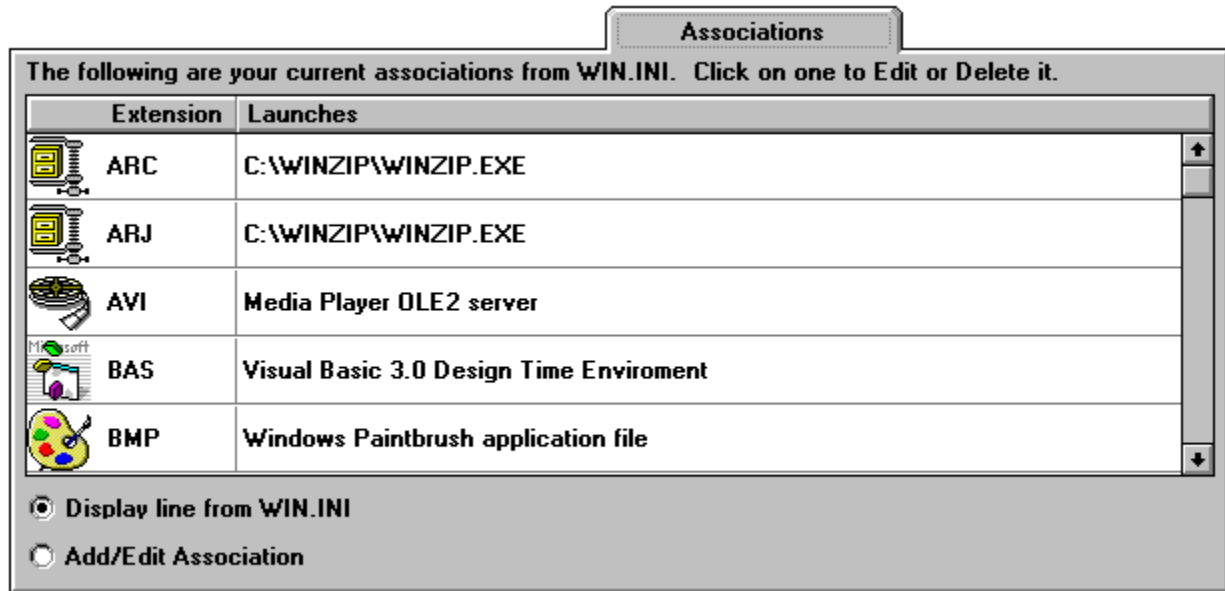 Associations
The following are your current associations from WIN.INI. Click on one to Edit or Delete it.
Extension Launches
ARC C:\WINZIP\WINZIP.EXE
ARJ C:\WINZIP\WINZIP.EXE
AVI Media Player OLE2 server
Microsoft
BAS Visual Basic 3.0 Design Time Enviroment
BMP Windows Paintbrush application file
Display line from WIN.INI
Add/Edit Association